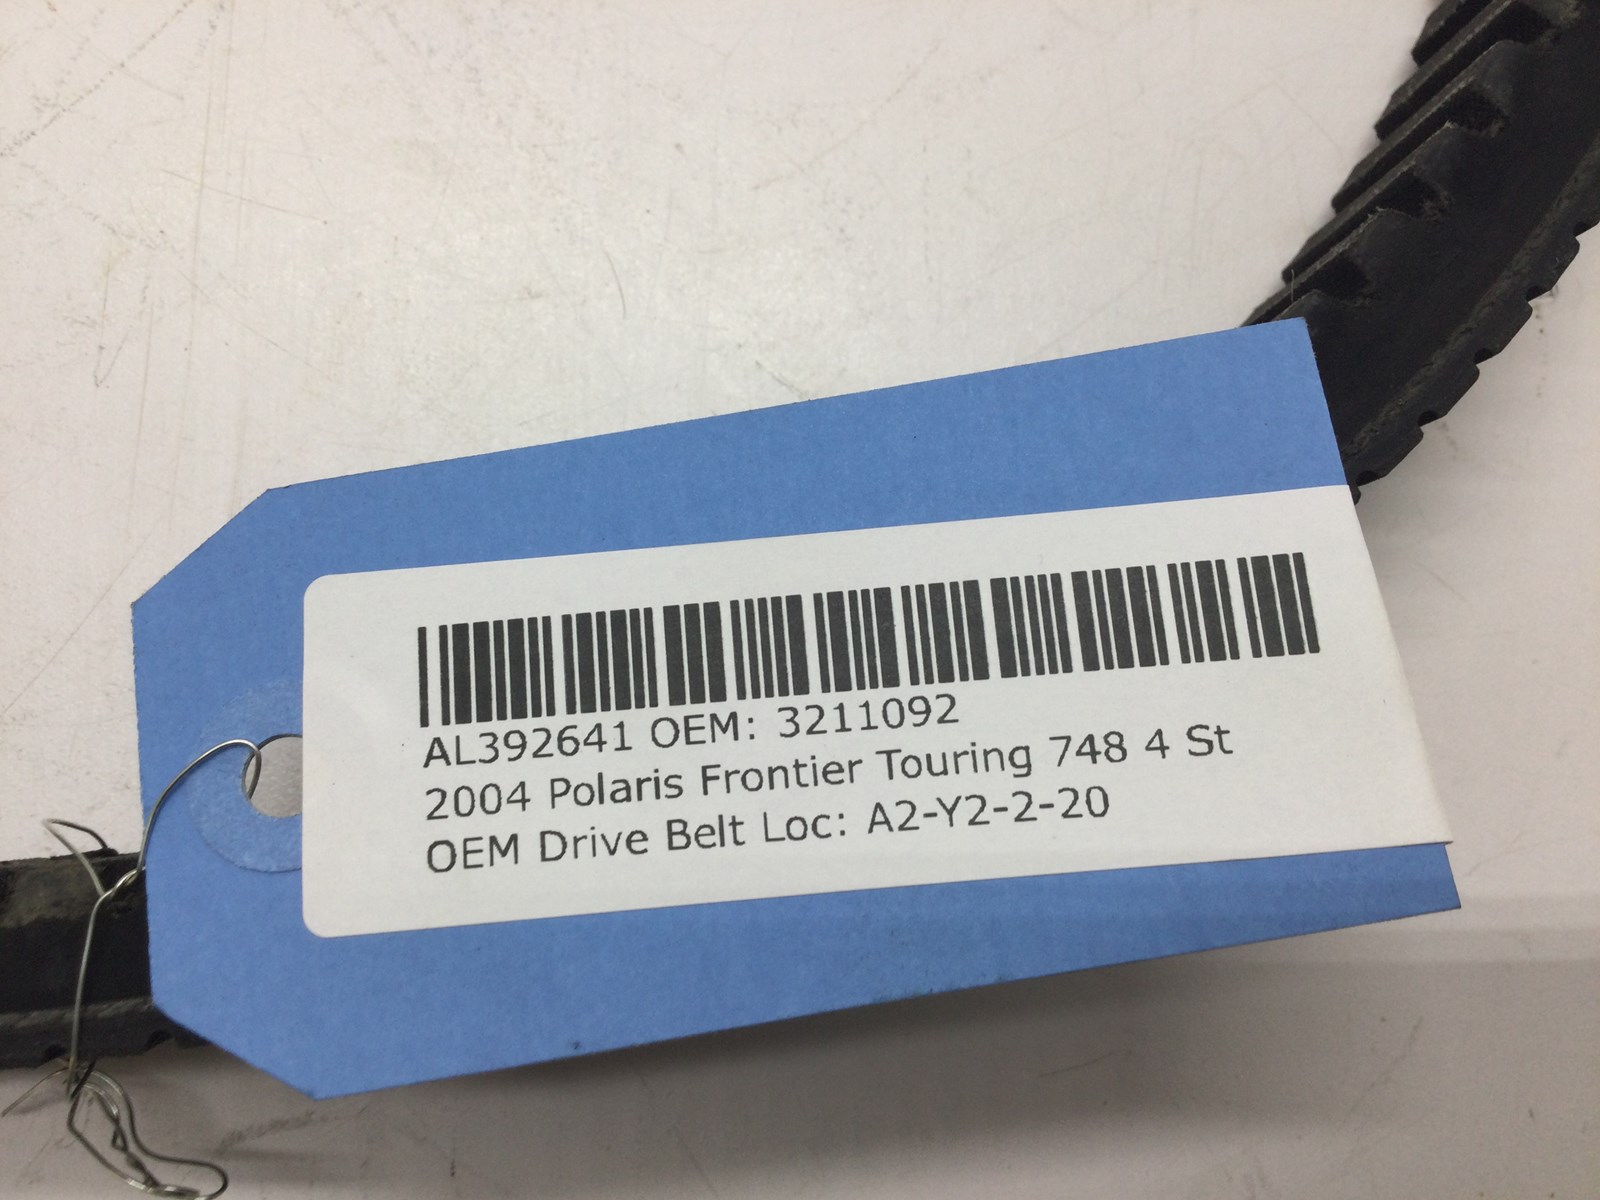 AL392641 OEM: 3211092
2004 Polaris Frontier Touring 748 4 St
OEM Drive Belt Loc: A2-Y2-2-20